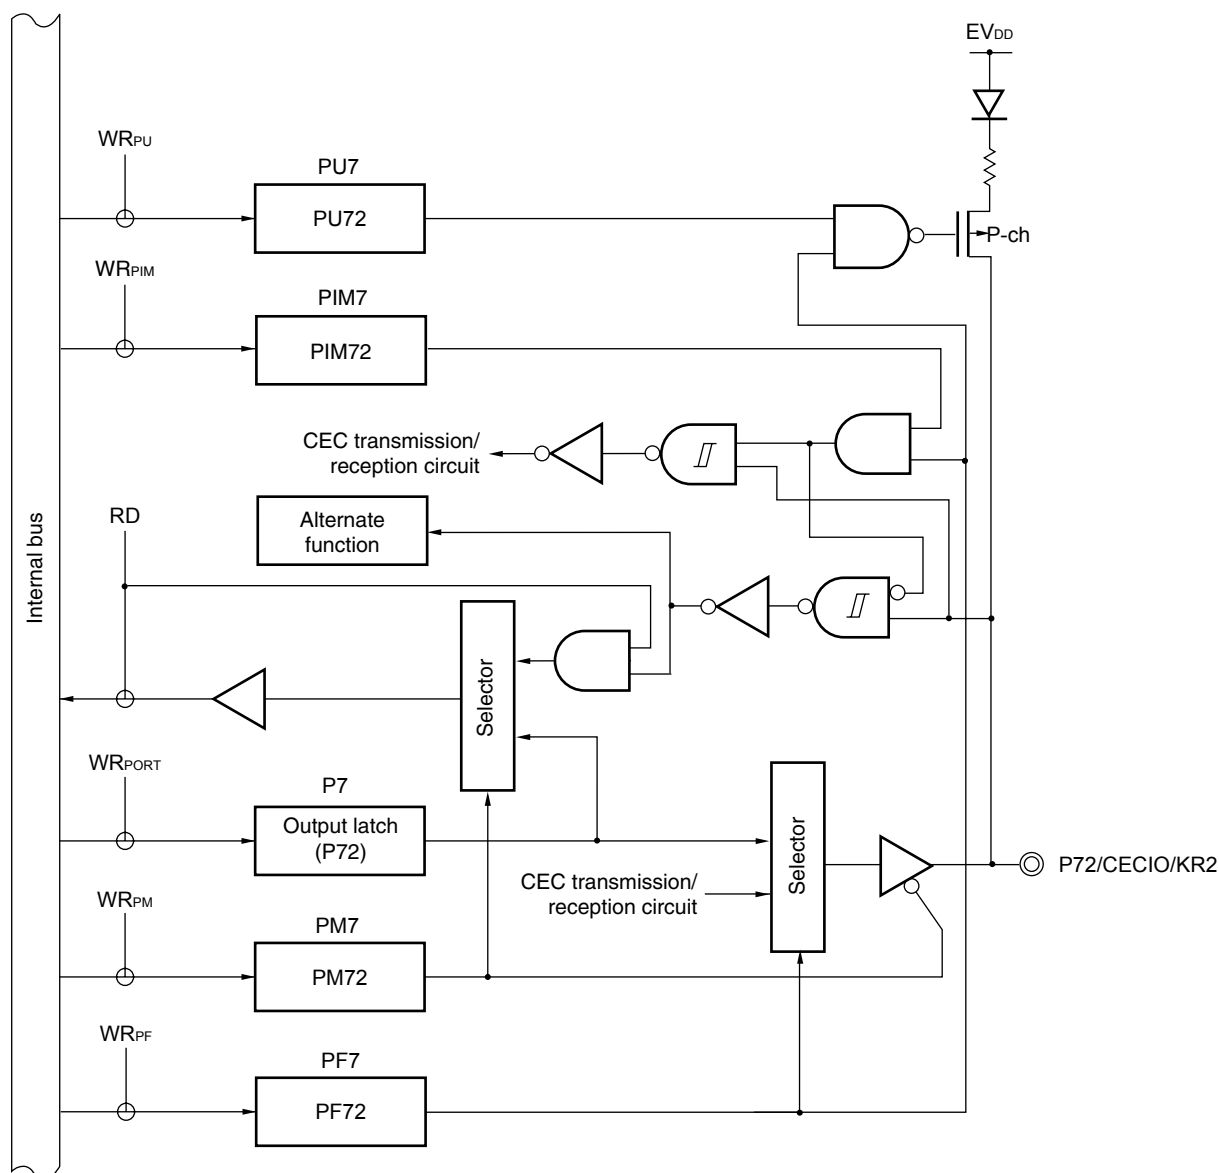 EVDD
WRPU
PU7
PU72
P-ch
WRPIM
PIM7
PIM72
CEC transmission/
reception circuit
RD
Alternate
function
Internal bus
Selector
WRPORT
P7
Output latch
(P72)
Selector
P72/CECIO/KR2
CEC transmission/
reception circuit
WRPM
PM7
PM72
WRPF
PF7
PF72